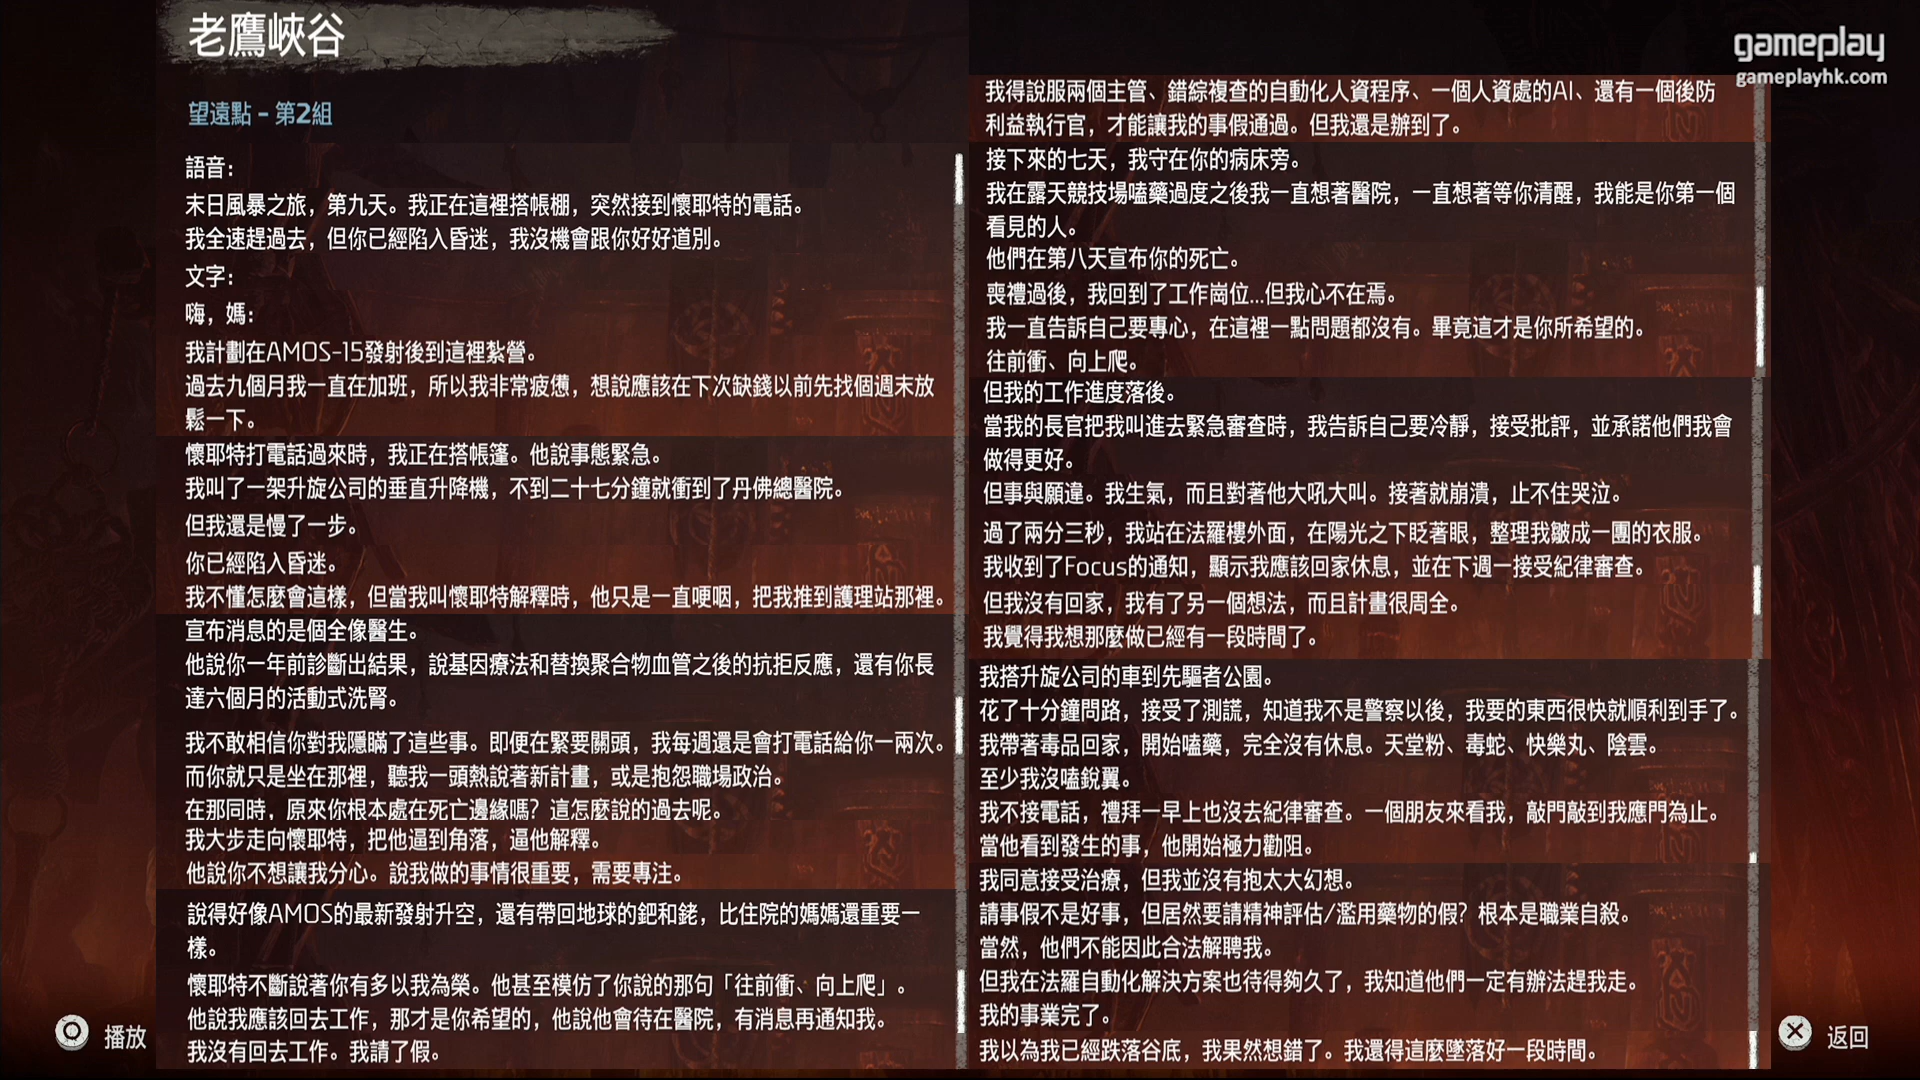 老鷹峽谷
望遠點 – 第2組
語音:
末日風暴之旅，第九天。我正在這裡搭帳棚，突然接到懷耶特的電話。
我全速趕過去，但你已經陷入昏迷，我沒機會跟你好好道別。
文字:
嗨，媽:
我計劃在AMOS-15發射後到這裡紮營。
過去九個月我一直在加班，所以我非常疲憊，想說應該在下次缺錢以前先找個週末放
鬆一下。
懷耶特打電話過來時，我正在搭帳篷。他說事態緊急。
我叫了一架升旋公司的垂直升降機，不到二十七分鐘就衝到了丹佛總醫院。
但我還是慢了一步。
你已經陷入昏迷。
我不懂怎麼會這樣，但當我叫懷耶特解釋時，他只是一直哽咽，把我推到護理站那裡。
宣布消息的是個全像醫生。
他說你一年前診斷出結果，說基因療法和替換聚合物血管之後的抗拒反應，還有你長
達六個月的活動式洗腎。
我不敢相信你對我隱瞞了這些事。即便在緊要關頭，我每週還是會打電話給你一兩次。
而你就只是坐在那裡，聽我一頭熱說著新計畫，或是抱怨職場政治。
在那同時，原來你根本處在死亡邊緣嗎？這怎麼說的過去呢。
我大步走向懷耶特，把他逼到角落，逼他解釋。
他說你不想讓我分心。說我做的事情很重要，需要專注。
說得好像AMOS的最新發射升空，還有帶回地球的鈀和銠，比住院的媽媽還重要一
樣。
懷耶特不斷說著你有多以我為榮。他甚至模仿了你說的那句「往前衝、向上爬」。
他說我應該回去工作，那才是你希望的，他說他會待在醫院，有消息再通知我。
我沒有回去工作。我請了假。
我得說服兩個主管、錯綜複查的自動化人資程序、一個人資處的AI、還有一個後防
利益執行官，才能讓我的事假通過。但我還是辦到了。
接下來的七天，我守在你的病床旁。
我在露天競技場嗑藥過度之後我一直想著醫院，一直想著等你清醒，我能是你第一個
看見的人。
他們在第八天宣布你的死亡。
喪禮過後，我回到了工作崗位...但我心不在焉。
我一直告訴自己要專心，在這裡一點問題都沒有。畢竟這才是你所希望的。
往前衝、向上爬。
但我的工作進度落後。
當我的長官把我叫進去緊急審查時，我告訴自己要冷靜，接受批評，並承諾他們我會
做得更好。
但事與願違。我生氣，而且對著他大吼大叫。接著就崩潰，止不住哭泣。
過了兩分三秒，我站在法羅樓外面，在陽光之下眨著眼，整理我皺成一團的衣服。
我收到了Focus的通知，顯示我應該回家休息，並在下週一接受紀律審查。
但我沒有回家，我有了另一個想法，而且計畫很周全。
我覺得我想那麼做已經有一段時間了。
我搭升旋公司的車到先驅者公園。
花了十分鐘問路，接受了測謊，知道我不是警察以後，我要的東西很快就順利到手了。
我帶著毒品回家，開始嗑藥，完全沒有休息。天堂粉、毒蛇、快樂丸、陰雲。
至少我沒嗑銳翼。
我不接電話，禮拜一早上也沒去紀律審查。一個朋友來看我，敲門敲到我應門為止。
當他看到發生的事，他開始極力勸阻。
我同意接受治療，但我並沒有抱太大幻想。
請事假不是好事，但居然要請精神評估/濫用藥物的假？根本是職業自殺。
當然，他們不能因此合法解聘我。
但我在法羅自動化解決方案也待得夠久了，我知道他們一定有辦法趕我走。
我的事業完了。
我以為我已經跌落谷底，我果然想錯了。我還得這麼墜落好一段時間。
播放
返回
gameplay
gameplayhk.com